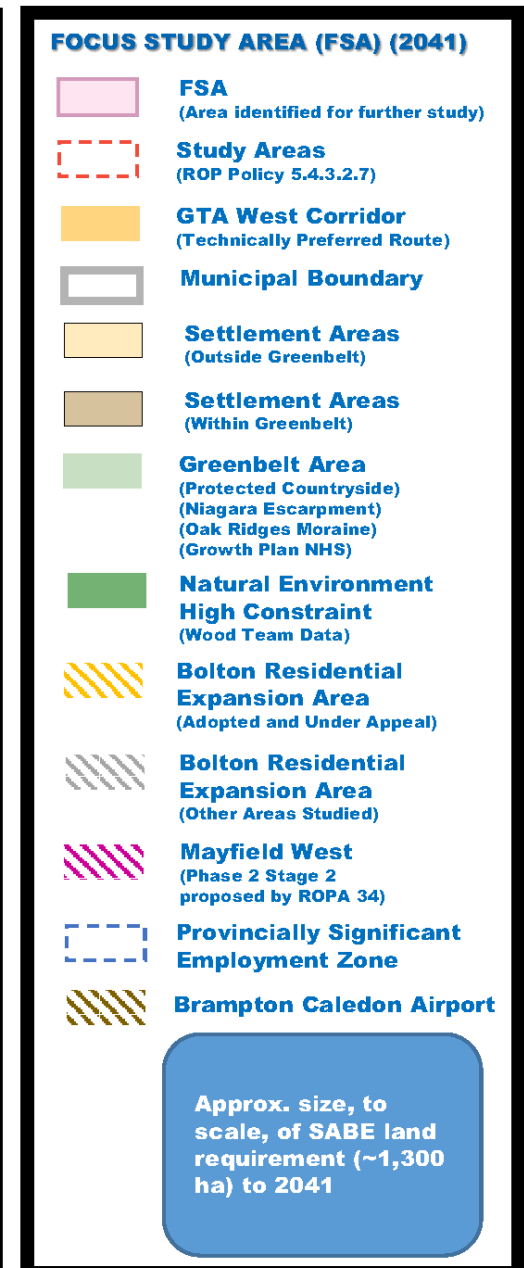 FOCUS STUDY AREA (FSA) (2041)
FSA
(Area identified for further study)
Study Areas
(ROP Policy 5.4.3.2.7)
GTA West Corridor
(Technically Preferred Route)
Municipal Boundary
Settlement Areas
(Outside Greenbelt)
Settlement Areas
(Within Greenbelt)
Greenbelt Area
(Protected Countryside)
(Niagara Escarpment)
(Oak Ridges Moraine)
(Growth Plan NHS)
Natural Environment
High Constraint
(Wood Team Data)
Bolton Residential
Expansion Area
(Adopted and Under Appeal)
Bolton Residential
Expansion Area
(Other Areas Studied)
Mayfield West
(Phase 2 Stage 2
proposed by ROPA 34)
Provincially Significant
Employment Zone
Brampton Caledon Airport
Approx. size, to
scale, of SABE land
requirement (~1,300
ha) to 2041